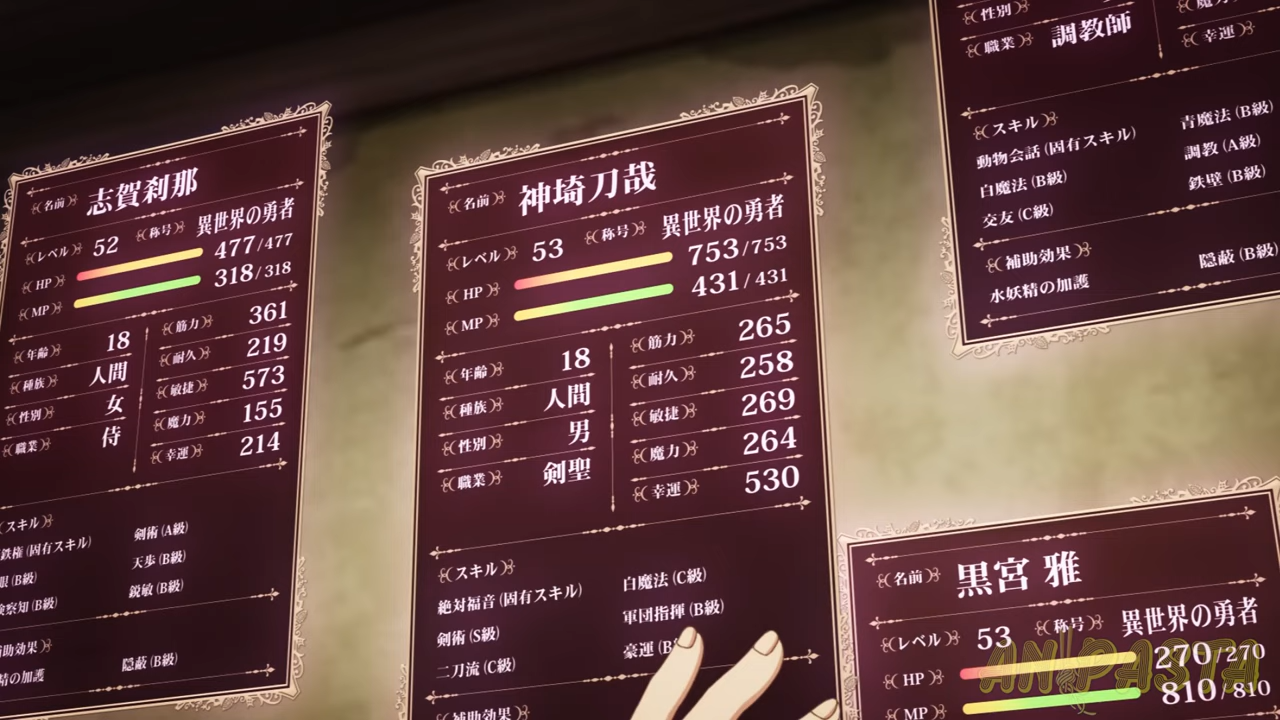 名前 志賀刹那
レベル 52 称号 異世界の勇者
HP 477/477
MP 318/318
年齢 18
種族 人間
性別 女
職業 侍
筋力 361
耐久 219
敏捷 573
魔力 155
幸運 214
スキル
鉄権(固有スキル) 剣術(A級)
眼(B級) 天歩(B級)
察知(B級) 鋭敏(B級)
補助効果
精の加護 隠蔽(B級)
名前 神埼刀哉
レベル 53 称号 異世界の勇者
HP 753/753
MP 431/431
年齢 18
種族 人間
性別 男
職業 剣聖
筋力 265
耐久 258
敏捷 269
魔力 264
幸運 530
スキル
絶対福音(固有スキル) 白魔法(C級)
剣術(S級) 軍団指揮(B級)
二刀流(C級) 豪運(B
補助効果
性別
職業 調教師
魔力
幸運
スキル
動物会話(固有スキル) 青魔法(B級)
白魔法(B級) 調教(A級)
交友(C級) 鉄壁(B級)
補助効果
水妖精の加護 隠蔽(B級)
名前 黒宮 雅
レベル 53 称号 異世界の勇者
HP 270/270
MP 810/810
ANIPASTA